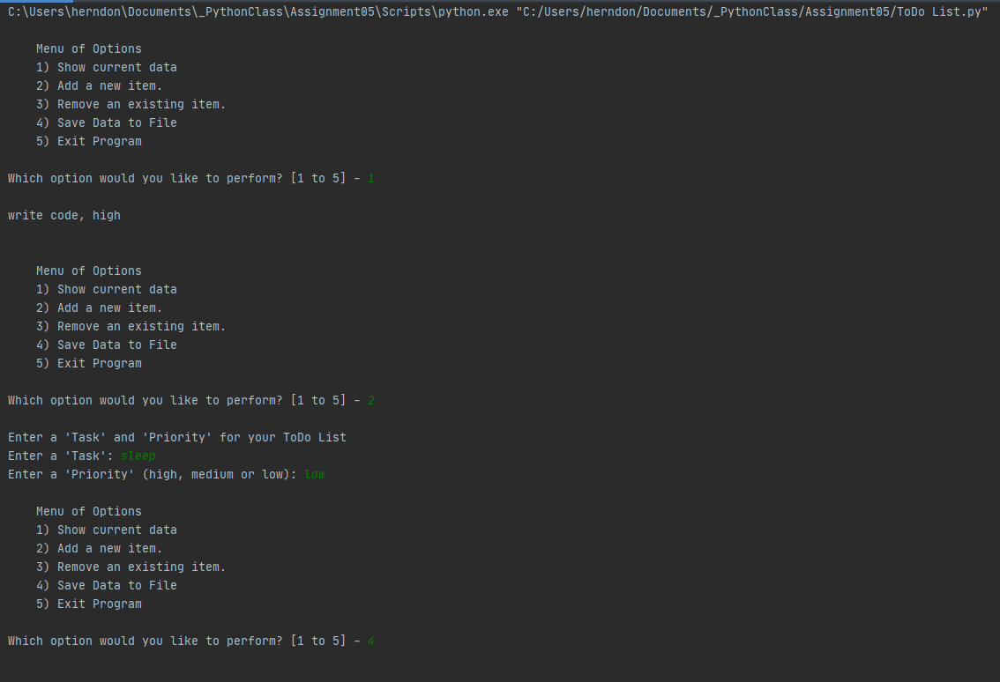 C:\Users\herndon\Documents\_PythonClass\Assignment05\Scripts\python.exe "C:/Users/herndon/Documents/_PythonClass/Assignment05/ToDo List.py"
Menu of Options
1) Show current data
2) Add a new item.
3) Remove an existing item.
4) Save Data to File
5) Exit Program
Which option would you like to perform? [1 to 5] - 1
write code, high
Menu of Options
1) Show current data
2) Add a new item.
3) Remove an existing item.
4) Save Data to File
5) Exit Program
Which option would you like to perform? [1 to 5] - 2
Enter a 'Task' and 'Priority' for your ToDo List
Enter a 'Task': sleep
Enter a 'Priority' (high, medium or low): low
Menu of Options
1) Show current data
2) Add a new item.
3) Remove an existing item.
4) Save Data to File
5) Exit Program
Which option would you like to perform? [1 to 5] - 4